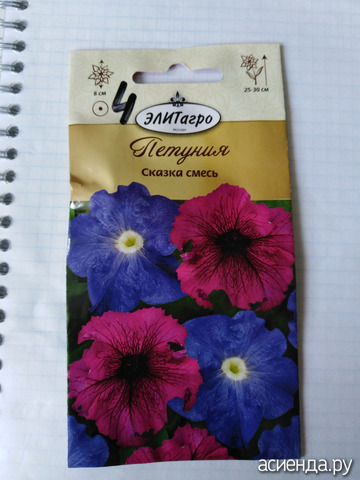 8 см
4
ЭЛИТагро
25-30 см
Петуния
Сказка смесь
асиенда.ру